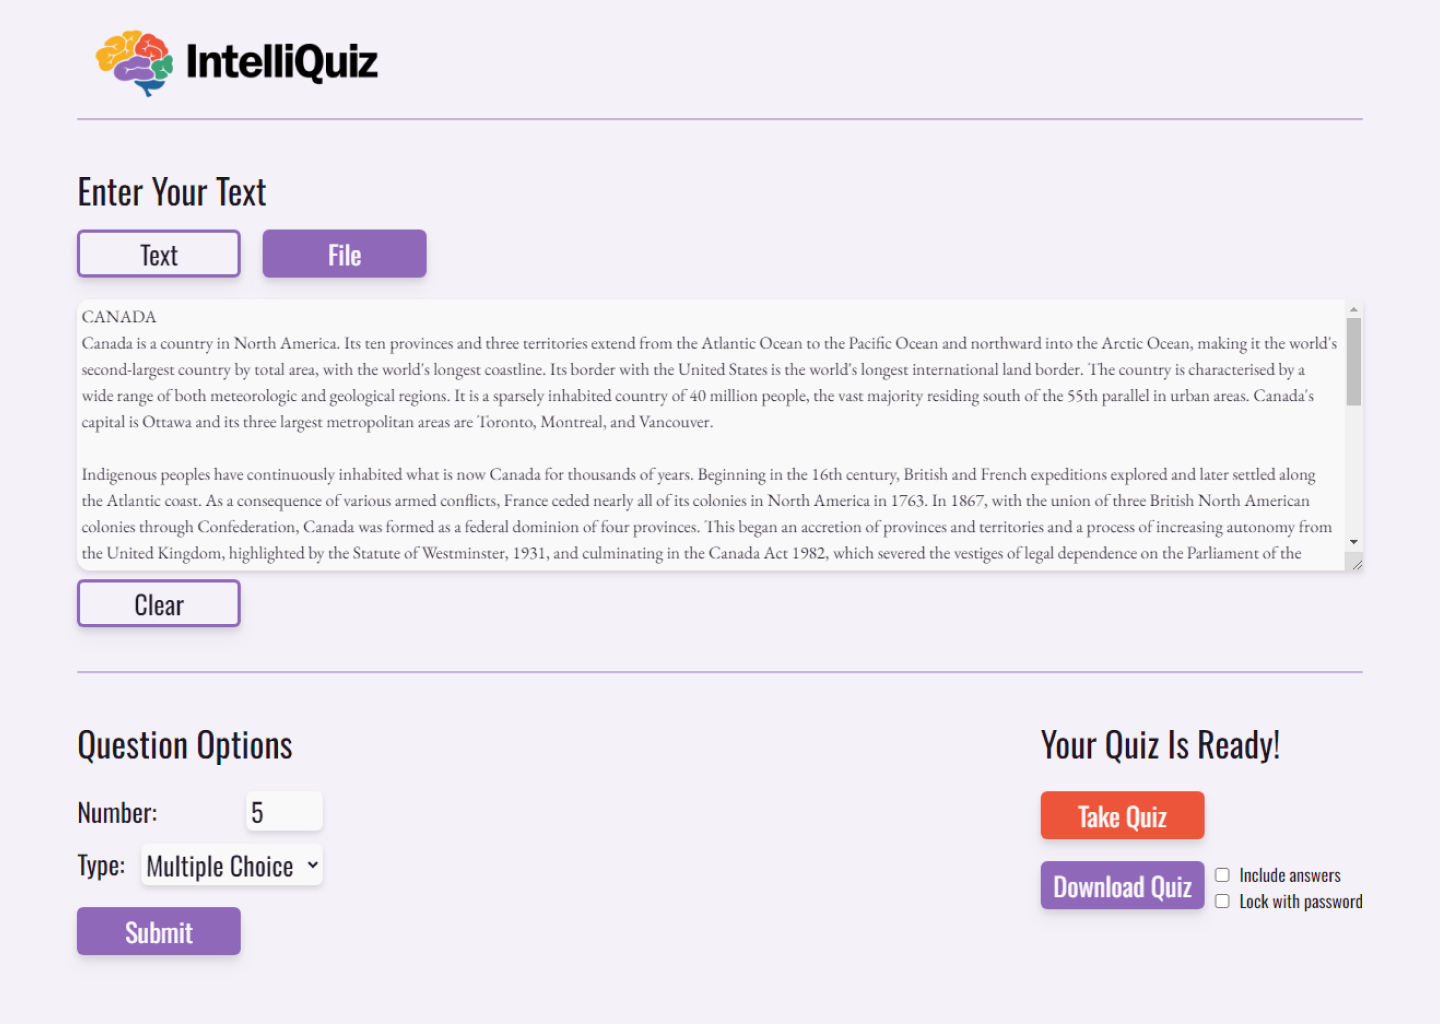 IntelliQuiz
Enter Your Text
Text
File
CANADA
Canada is a country in North America. Its ten provinces and three territories extend from the Atlantic Ocean to the Pacific Ocean and northward into the Arctic Ocean, making it the world's
second-largest country by total area, with the world's longest coastline. Its border with the United States is the world's longest international land border. The country is characterised by a
wide range of both meteorologic and geological regions. It is a sparsely inhabited country of 40 million people, the vast majority residing south of the 55th parallel in urban areas. Canada's
capital is Ottawa and its three largest metropolitan areas are Toronto, Montreal, and Vancouver.
Indigenous peoples have continuously inhabited what is now Canada for thousands of years. Beginning in the 16th century, British and French expeditions explored and later settled along
the Atlantic coast. As a consequence of various armed conflicts, France ceded nearly all of its colonies in North America in 1763. In 1867, with the union of three British North American
colonies through Confederation, Canada was formed as a federal dominion of four provinces. This began an accretion of provinces and territories and a process of increasing autonomy from
the United Kingdom, highlighted by the Statute of Westminster, 1931, and culminating in the Canada Act 1982, which severed the vestiges of legal dependence on the Parliament of the
Clear
Question Options
Number: 5
Type: Multiple Choice
Submit
Your Quiz Is Ready!
Take Quiz
Download Quiz
Include answers
Lock with password